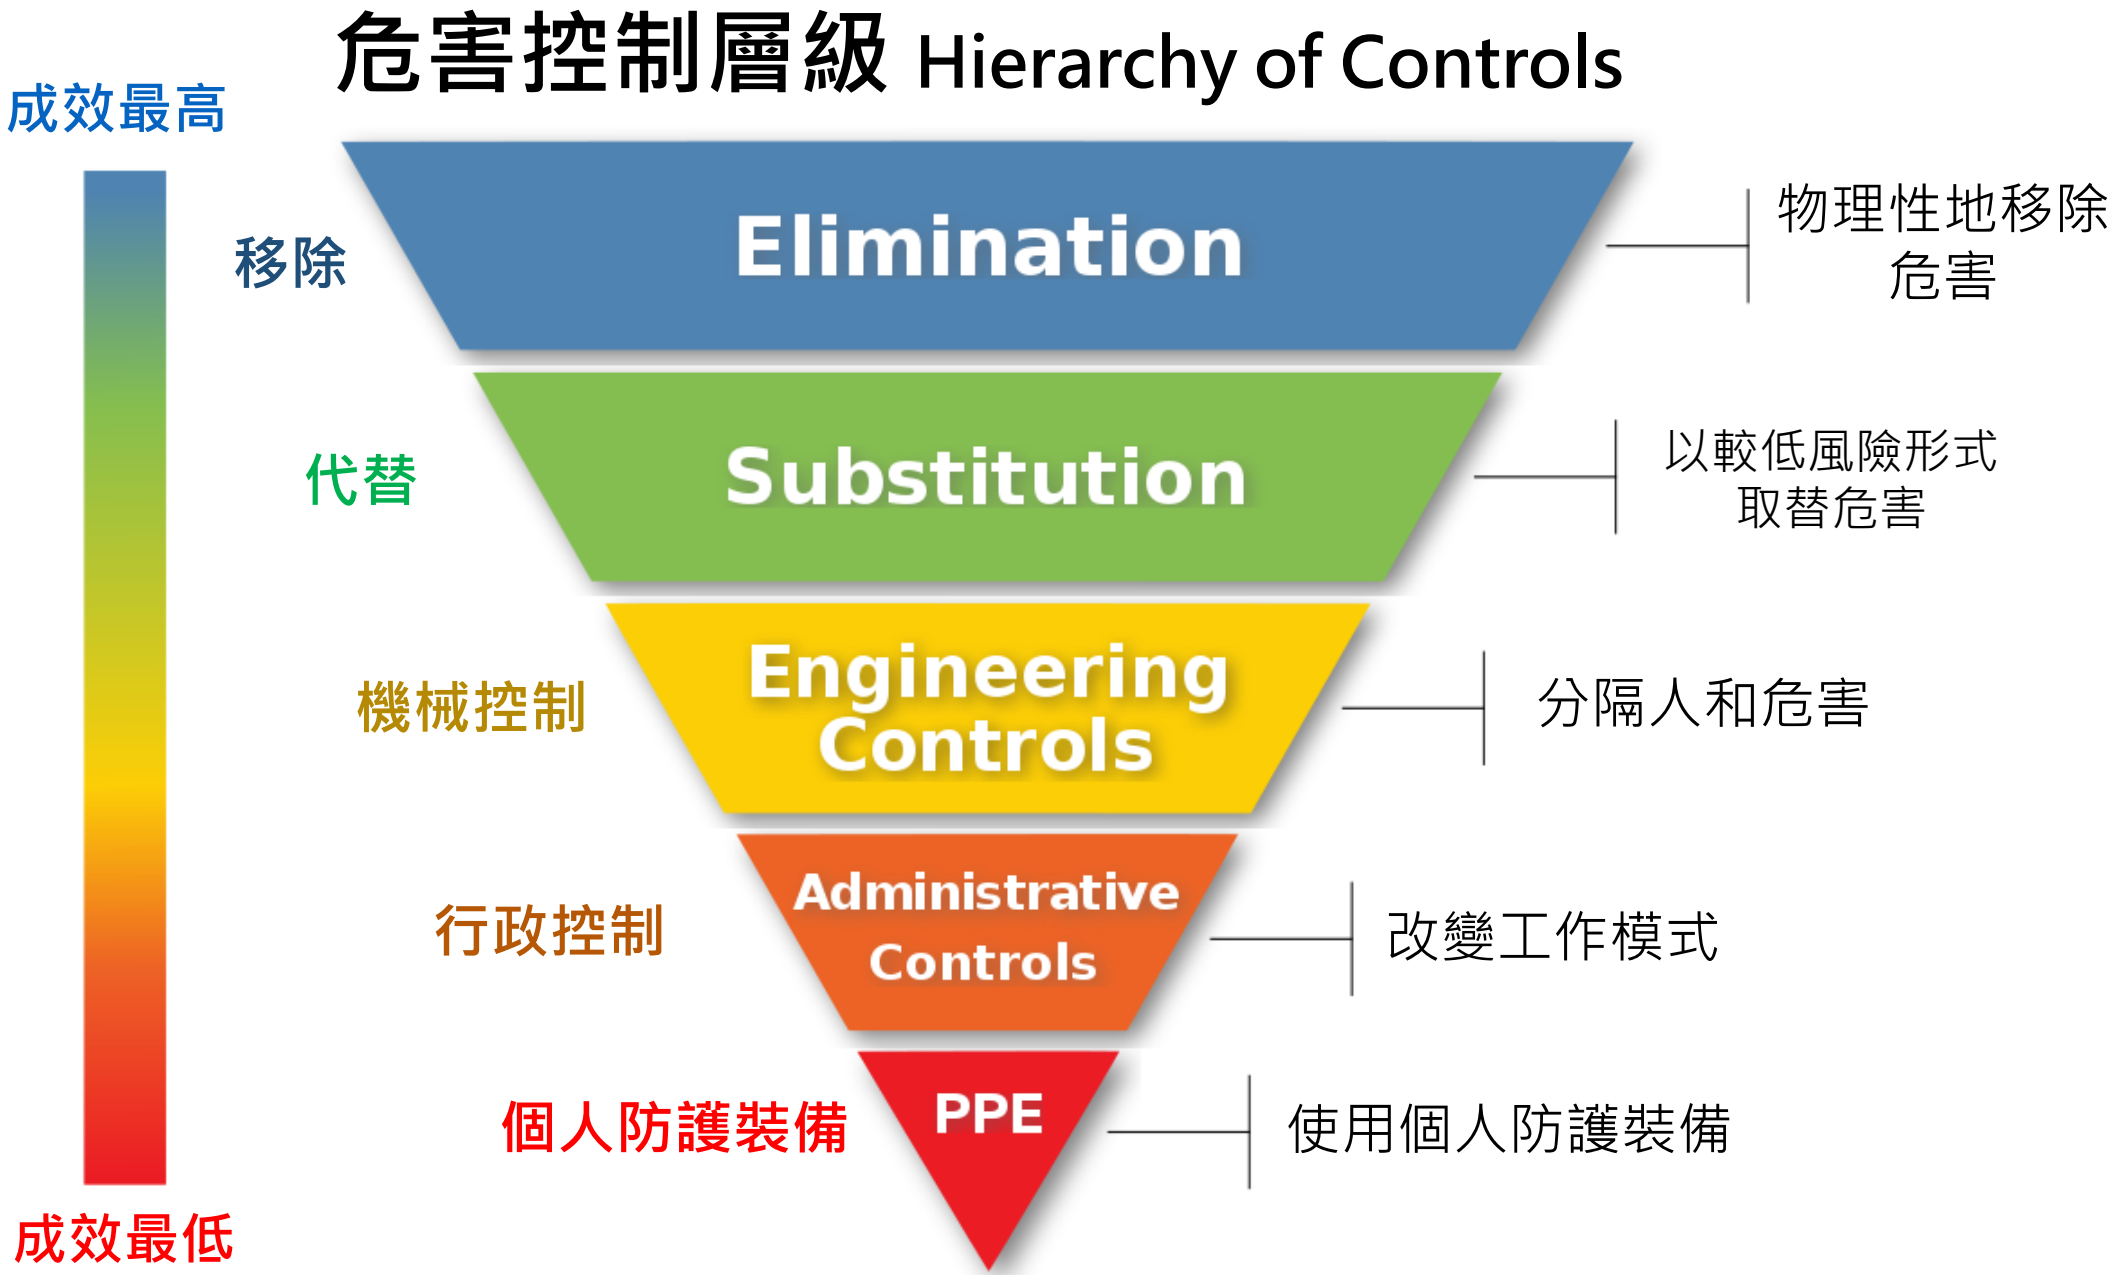 危害控制層級 Hierarchy of Controls
成效最高
移除
Elimination
物理性地移除
危害
代替
Substitution
以較低風險形式
取替危害
機械控制
Engineering
Controls
分隔人和危害
行政控制
Administrative
Controls
改變工作模式
個人防護裝備
PPE
使用個人防護裝備
成效最低